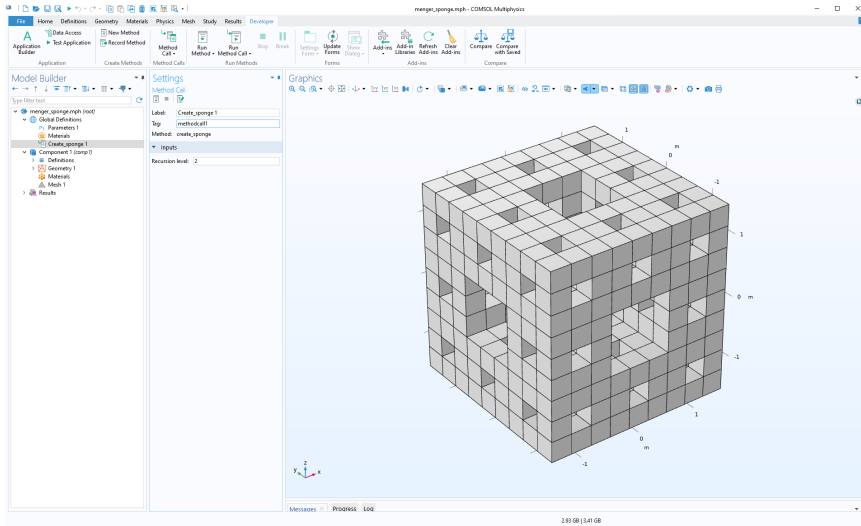 menger_sponge.mph - COMSOL Multiphysics
File Home Definitions Geometry Materials Physics Mesh Study Results Developer
Application Builder
Data Access
Test Application
Application
New Method
Record Method
Create Methods
Method Call
Method Calls
Run Method
Run Method Call
Stop
Break
Run Methods
Settings Form
Update Forms
Show Dialog
Forms
Add-ins
Add-in Libraries
Refresh Add-ins
Clear Add-ins
Add-ins
Compare
Compare with Saved
Compare
Model Builder
Type filter text
menger_sponge.mph (root)
Global Definitions
Parameters 1
Materials
Create_sponge 1
Component 1 (comp1)
Definitions
Geometry 1
Materials
Mesh 1
Results
Settings
Method Call
Label: Create_sponge 1
Tag: methodcall1
Method: create_sponge
Inputs
Recursion level: 2
Graphics
1
m
0
-1
1
0 m
-1
1
0
m
-1
z
y x
Messages Progress Log
2.93 GB | 3.41 GB